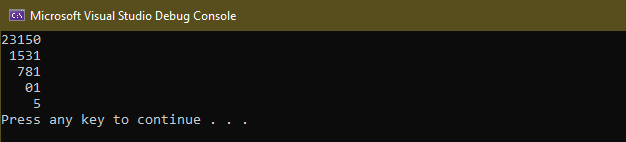 Microsoft Visual Studio Debug Console
23150
1531
781
01
5
Press any key to continue . . .